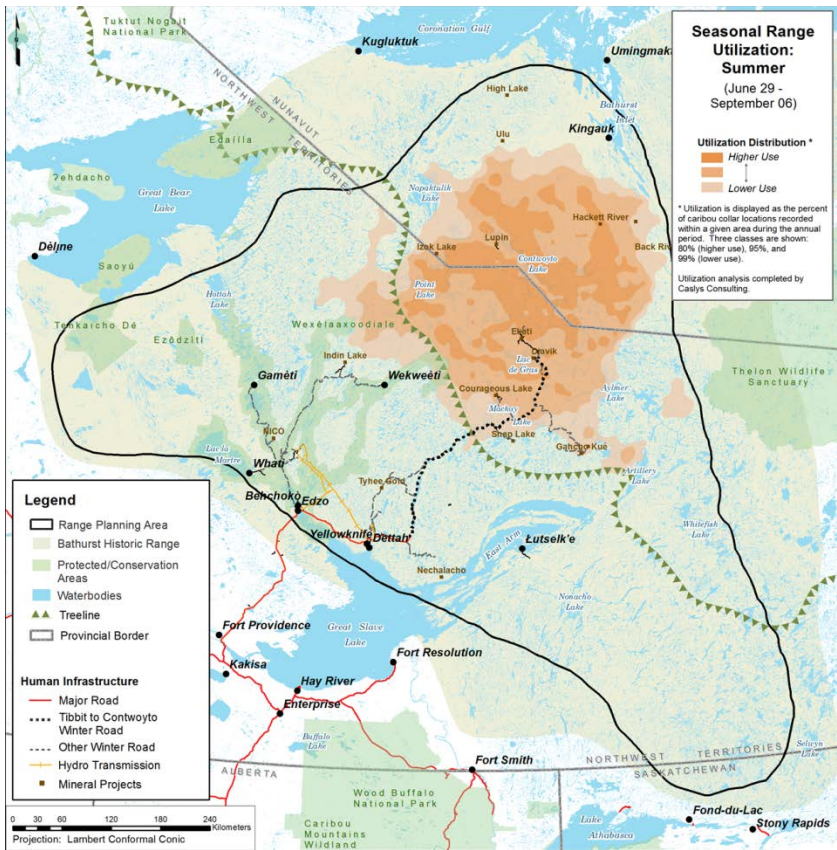 Tuktut Nogait
National Park
Kugluktuk
Coronation Gulf
Umingmakt
NUNAVUT
NORTHWEST TERRITORIES
High Lake
Bathurst
Inlet
Ulu
Kingauk
Edaı́ı̨la
Ɂehdacho
Great Bear
Lake
Napaktulik
Lake
Hackett River
Lupin
Izok Lake
Back Riv
Contwoyto
Lake
Dèlı̨ne
Saoyú
Point
Lake
Hottah
Lake
Tenkaicho Dé
Ezǫ̀dzìtı
Wexèlaaxoodiale
Ekati
Diavik
Lac
de Gras
Indin Lake
Gamètì
Wekweètì
Courageous Lake
Aylmer
Lake
Thelon Wildlife
Sanctuary
Mackay
Lake
NICO
Snap Lake
Gahcho Kué
Lac la
Martre
Whatì
Artillery
Lake
Tyhee Gold
Behchokò
Edzo
Whitefish
Lake
Yellowknife
Dettah
East Arm
Łutselk'e
Nechalacho
Nonacho
Lake
Fort Providence
Great Slave
Lake
Fort Resolution
Kakisa
Hay River
Enterprise
Buffalo
Lake
Selwyn
Lake
ALBERTA
Fort Smith
NORTHWEST TERRITORIES
SASKATCHEWAN
Wood Buffalo
National Park
Caribou
Mountains
Wildland
Lake
Athabasca
Fond-du-Lac
Stony Rapids
Seasonal Range
Utilization:
Summer
(June 29 -
September 06)
Utilization Distribution *
Higher Use
Lower Use
* Utilization is displayed as the percent
of caribou collar locations recorded
within a given area during the annual
period. Three classes are shown:
80% (higher use), 95%, and
99% (lower use).
Utilization analysis completed by
Caslys Consulting.
Legend
Range Planning Area
Bathurst Historic Range
Protected/Conservation
Areas
Waterbodies
Treeline
Provincial Border
Human Infrastructure
Major Road
Tibbit to Contwoyto
Winter Road
Other Winter Road
Hydro Transmission
Mineral Projects
0 30 60 120 180 240
Kilometers
Projection: Lambert Conformal Conic